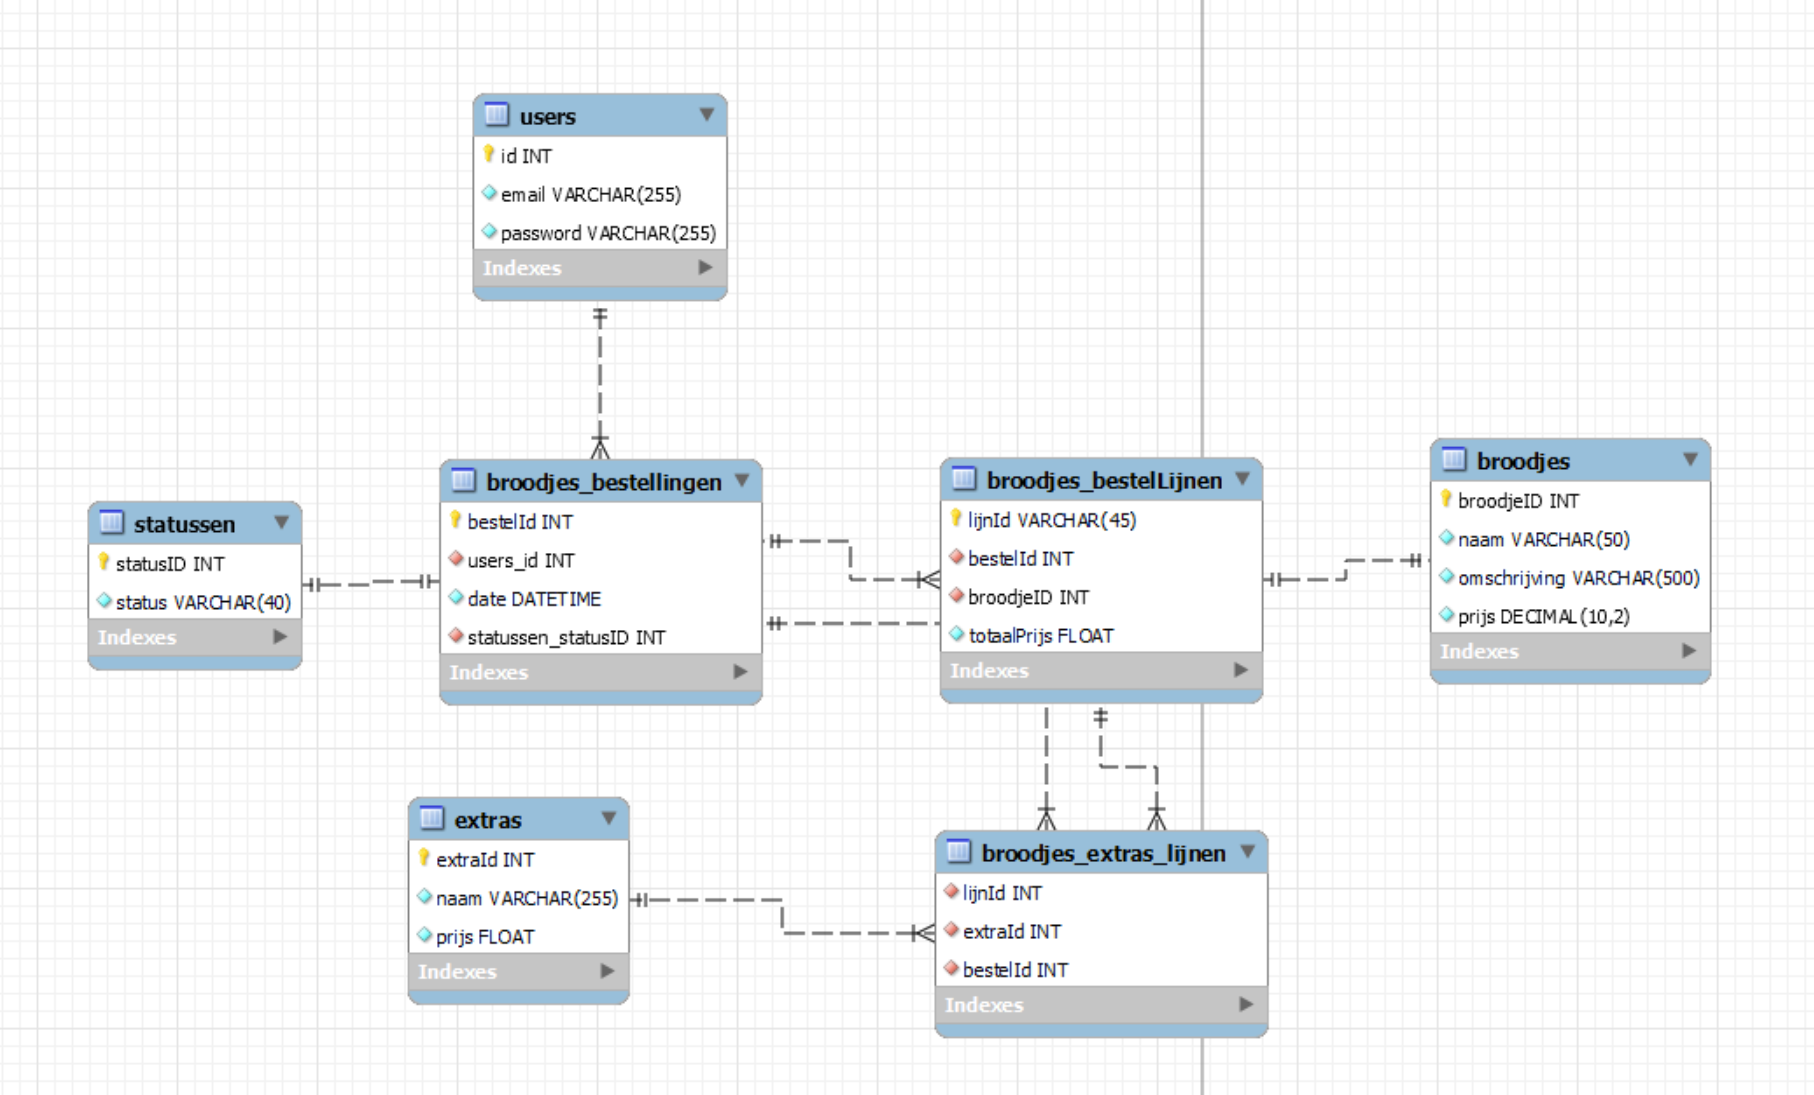 users
id INT
email VARCHAR(255)
password VARCHAR(255)
Indexes
statussen
statusID INT
status VARCHAR(40)
Indexes
broodjes_bestellingen
bestelId INT
users_id INT
date DATETIME
statussen_statusID INT
Indexes
broodjes_bestelLijnen
lijnId VARCHAR(45)
bestelId INT
broodjeID INT
totaalPrijs FLOAT
Indexes
broodjes
broodjeID INT
naam VARCHAR(50)
omschrijving VARCHAR(500)
prijs DECIMAL(10,2)
Indexes
extras
extraId INT
naam VARCHAR(255)
prijs FLOAT
Indexes
broodjes_extras_lijnen
lijnId INT
extraId INT
bestelId INT
Indexes